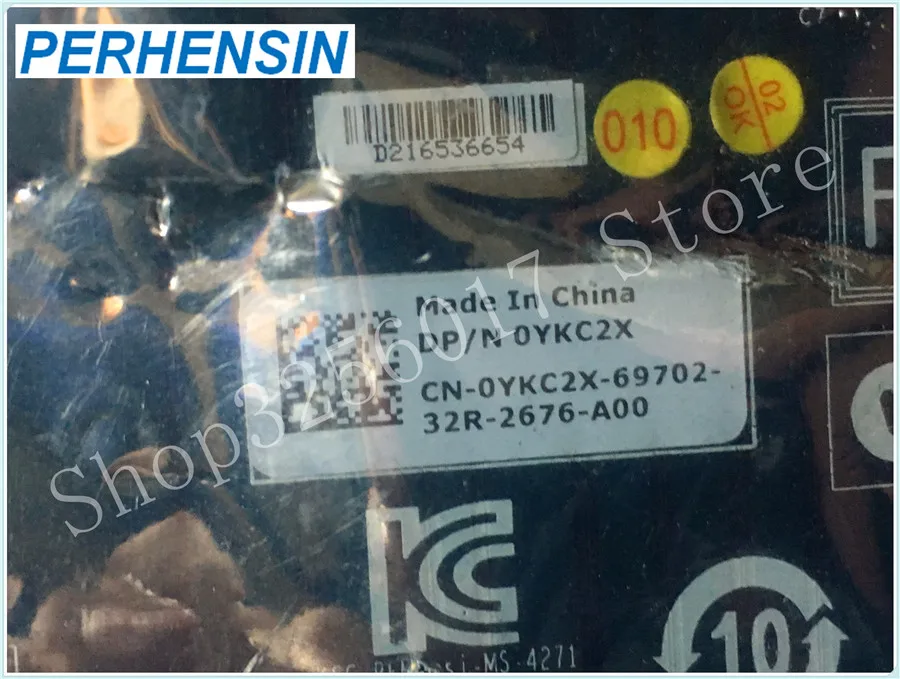 PERHENSIN
D216536654
010
02
OK
Made In China
DP/N 0YKC2X
CN-0YKC2X-69702-
32R-2676-A00
Shop3256017 Store
10